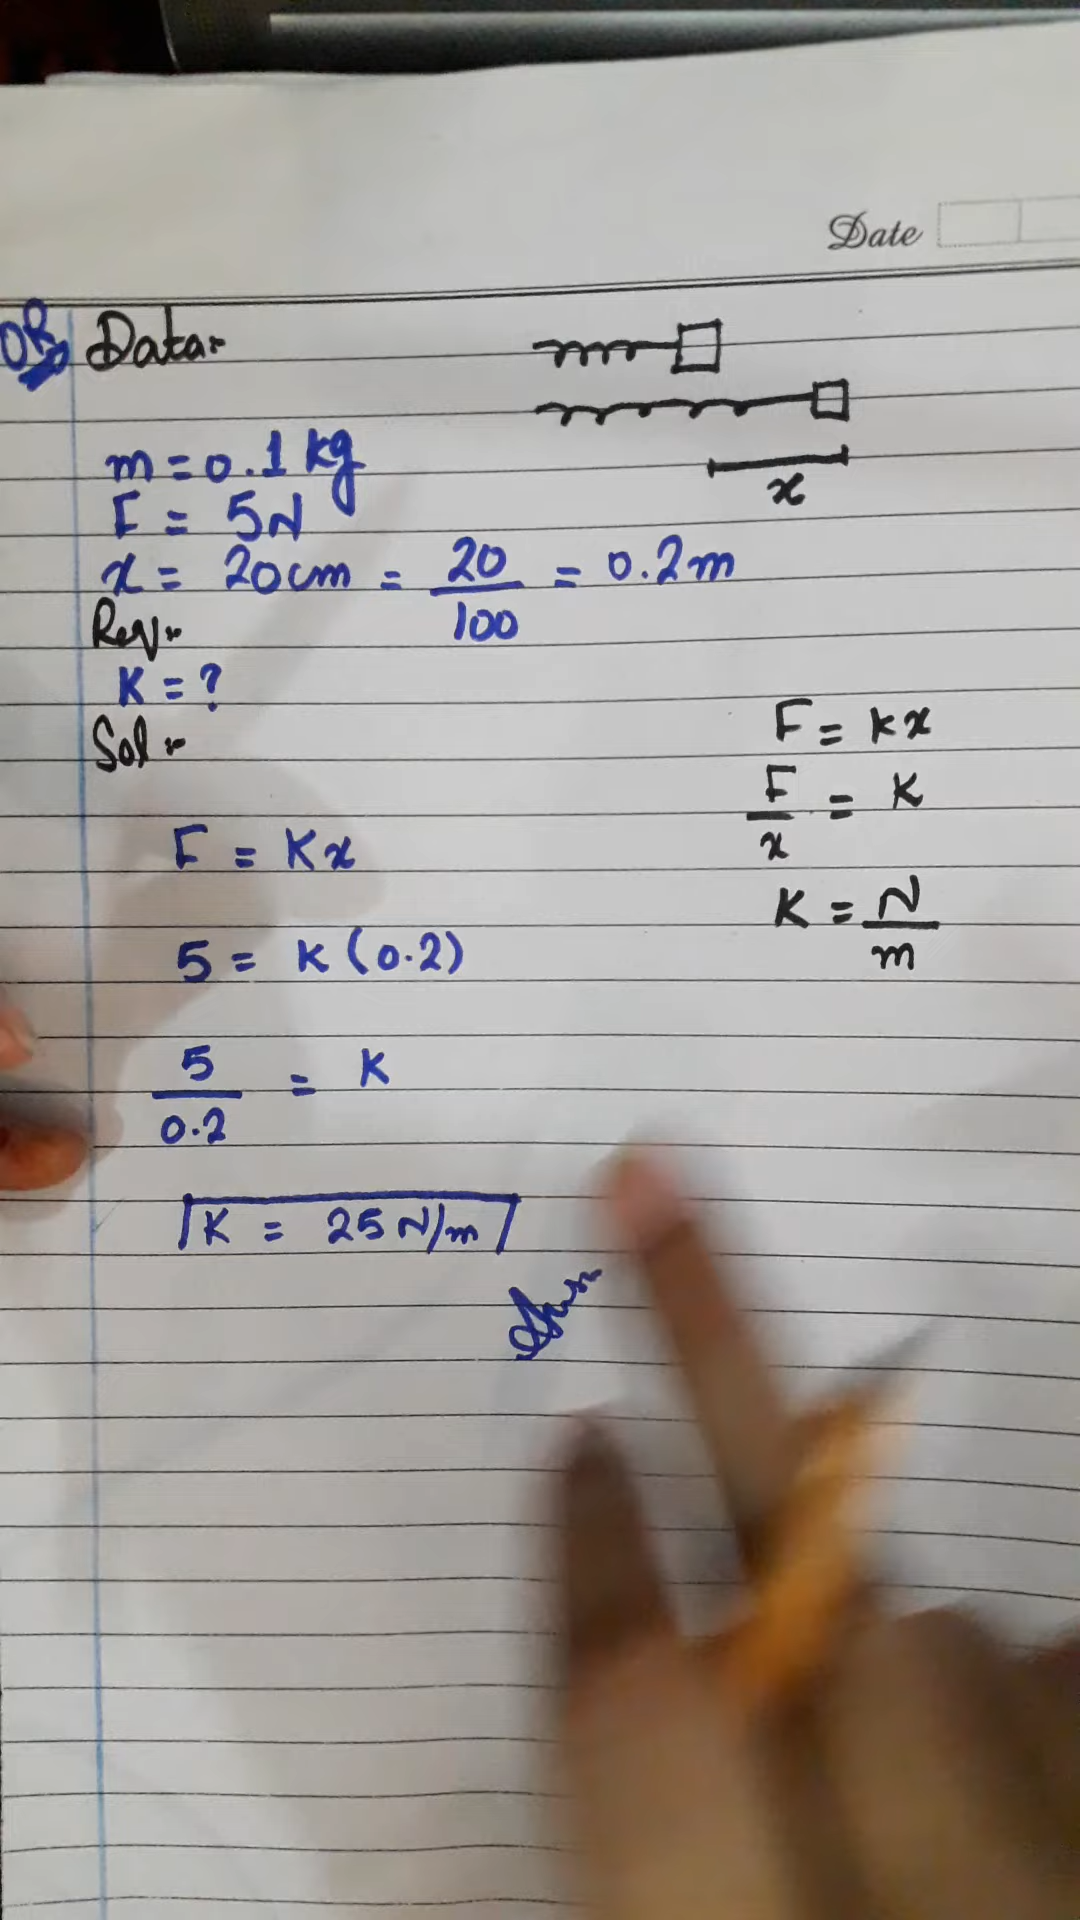 Date
OR Data:-
m = 0.1 kg
F = 5N
x = 20cm = 20/100 = 0.2m
x
Req:-
K = ?
Sol:-
F = Kx
F/x = K
K = N/m
F = Kx
5 = K(0.2)
5/0.2 = K
K = 25 N/m
Ans